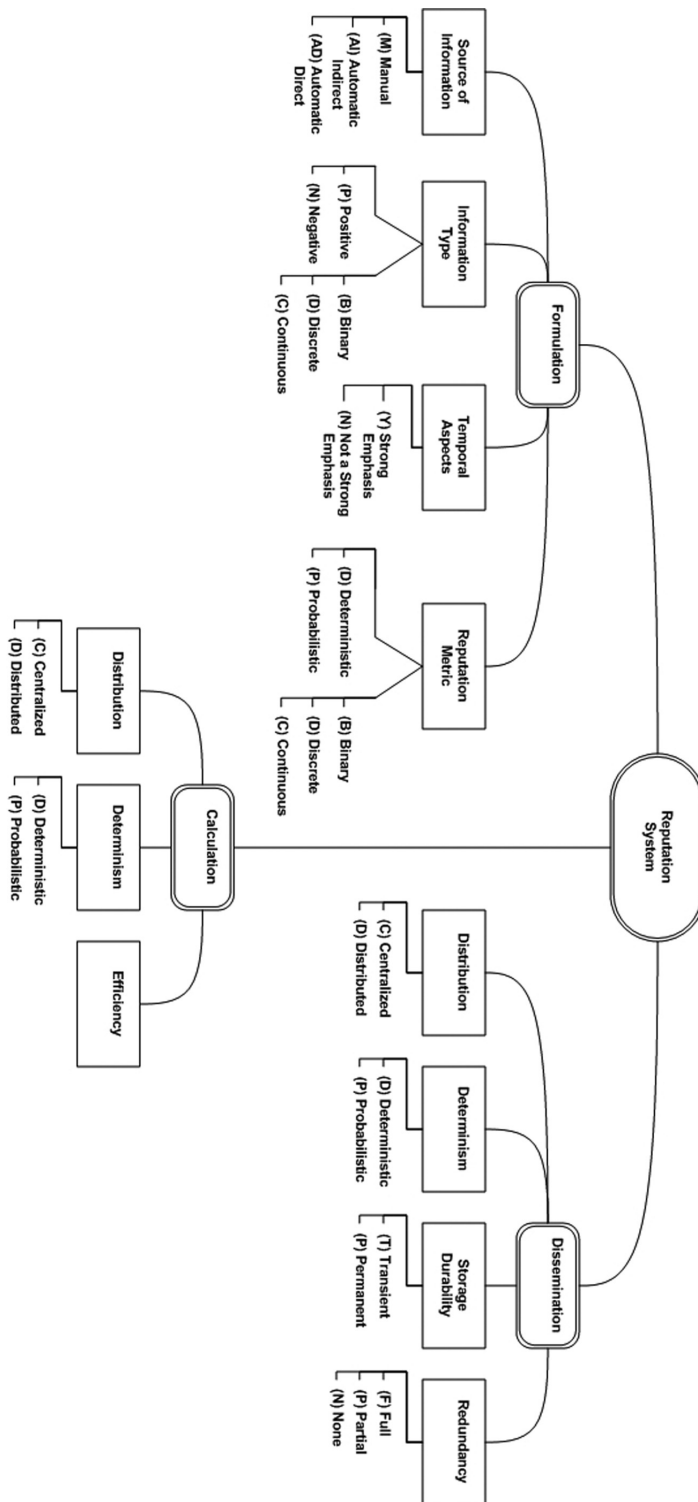 Reputation
System
Formulation
Source of
Information
(M) Manual
(AI) Automatic
Indirect
(AD) Automatic
Direct
Information
Type
(P) Positive
(N) Negative
(B) Binary
(D) Discrete
(C) Continuous
Temporal
Aspects
(Y) Strong
Emphasis
(N) Not a Strong
Emphasis
Reputation
Metric
(D) Deterministic
(P) Probabilistic
(B) Binary
(D) Discrete
(C) Continuous
Calculation
Distribution
(C) Centralized
(D) Distributed
Determinism
(D) Deterministic
(P) Probabilistic
Efficiency
Dissemination
Distribution
(C) Centralized
(D) Distributed
Determinism
(D) Deterministic
(P) Probabilistic
Storage
Durability
(T) Transient
(P) Permanent
Redundancy
(F) Full
(P) Partial
(N) None